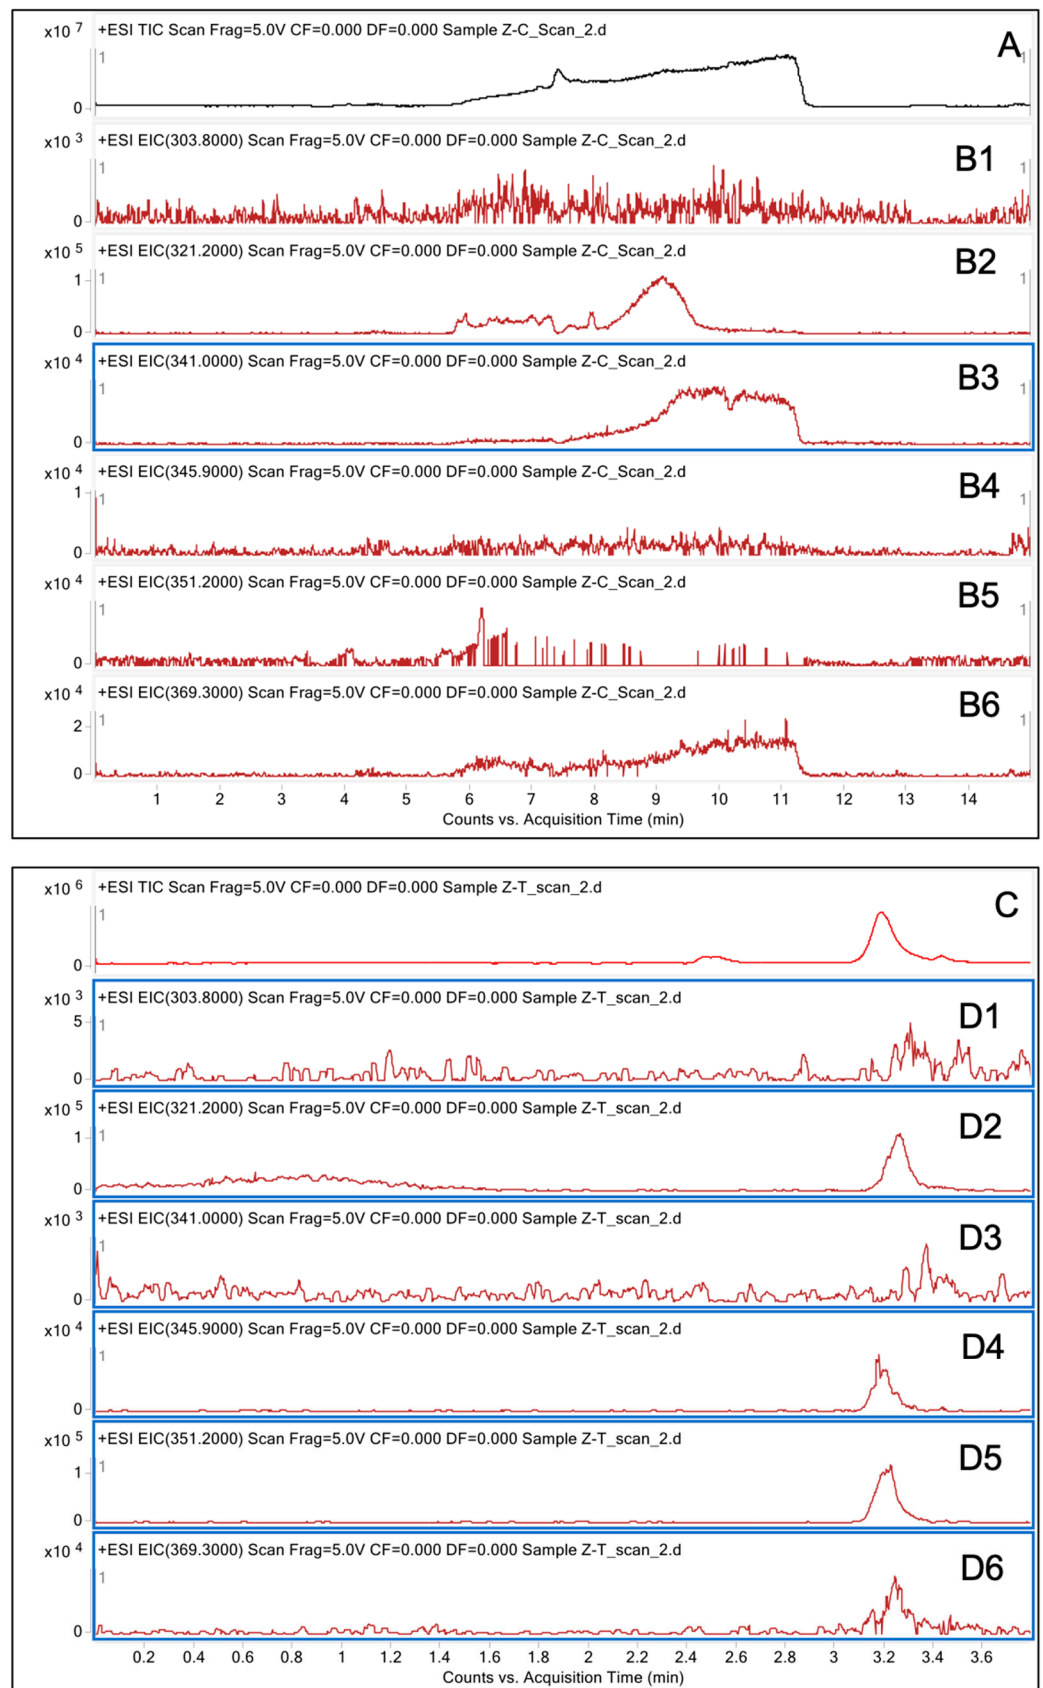 x10 7 +ESI TIC Scan Frag=5.0V CF=0.000 DF=0.000 Sample Z-C_Scan_2.d
A
1 1
0
x10 3 +ESI EIC(303.8000) Scan Frag=5.0V CF=0.000 DF=0.000 Sample Z-C_Scan_2.d
B1
1 1
0
x10 5 +ESI EIC(321.2000) Scan Frag=5.0V CF=0.000 DF=0.000 Sample Z-C_Scan_2.d
B2
1 1 1
0
x10 4 +ESI EIC(341.0000) Scan Frag=5.0V CF=0.000 DF=0.000 Sample Z-C_Scan_2.d
B3
1 1
0
x10 4 +ESI EIC(345.9000) Scan Frag=5.0V CF=0.000 DF=0.000 Sample Z-C_Scan_2.d
B4
1 1 1
0
x10 4 +ESI EIC(351.2000) Scan Frag=5.0V CF=0.000 DF=0.000 Sample Z-C_Scan_2.d
B5
1 1
0
x10 4 +ESI EIC(369.3000) Scan Frag=5.0V CF=0.000 DF=0.000 Sample Z-C_Scan_2.d
B6
2 1 1
0
1 2 3 4 5 6 7 8 9 10 11 12 13 14
Counts vs. Acquisition Time (min)
x10 6 +ESI TIC Scan Frag=5.0V CF=0.000 DF=0.000 Sample Z-T_scan_2.d
C
1
0
x10 3 +ESI EIC(303.8000) Scan Frag=5.0V CF=0.000 DF=0.000 Sample Z-T_scan_2.d
D1
5 1
0
x10 5 +ESI EIC(321.2000) Scan Frag=5.0V CF=0.000 DF=0.000 Sample Z-T_scan_2.d
D2
1 1
0
x10 3 +ESI EIC(341.0000) Scan Frag=5.0V CF=0.000 DF=0.000 Sample Z-T_scan_2.d
D3
1
0
x10 4 +ESI EIC(345.9000) Scan Frag=5.0V CF=0.000 DF=0.000 Sample Z-T_scan_2.d
D4
1
0
x10 5 +ESI EIC(351.2000) Scan Frag=5.0V CF=0.000 DF=0.000 Sample Z-T_scan_2.d
D5
1 1
0
x10 4 +ESI EIC(369.3000) Scan Frag=5.0V CF=0.000 DF=0.000 Sample Z-T_scan_2.d
D6
1
0
0.2 0.4 0.6 0.8 1 1.2 1.4 1.6 1.8 2 2.2 2.4 2.6 2.8 3 3.2 3.4 3.6
Counts vs. Acquisition Time (min)